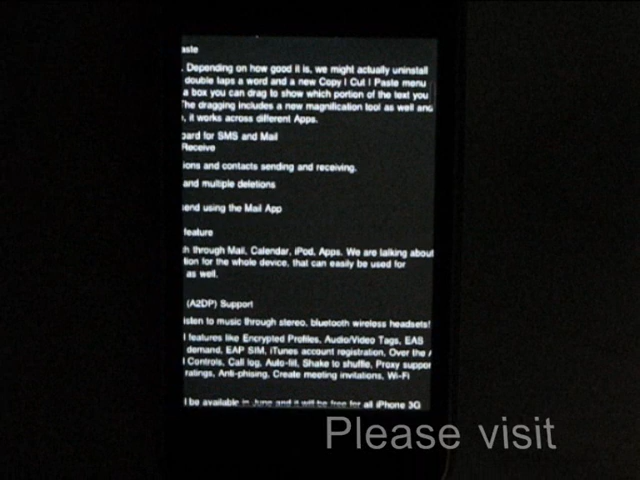 aste
. Depending on how good it is, we might actually uninstall
double taps a word and a new Copy | Cut | Paste menu
a box you can drag to show which portion of the text you
The dragging includes a new magnification tool as well and
, it works across different Apps.
oard for SMS and Mail
Receive
ions and contacts sending and receiving.
and multiple deletions
end using the Mail App
feature
h through Mail, Calendar, iPod, Apps. We are talking about
tion for the whole device, that can easily be used for
as well.
(A2DP) Support
isten to music through stereo, bluetooth wireless headsets!
l features like Encrypted Profiles, Audio/Video Tags, EAS
demand, EAP SIM, iTunes account registration, Over the
l Controls, Call log, Auto-fill, Shake to shuffle, Proxy suppor
ratings, Anti-phising, Create meeting invitations, Wi-Fi
l be available in June and it will be free for all iPhone 3G
Please visit